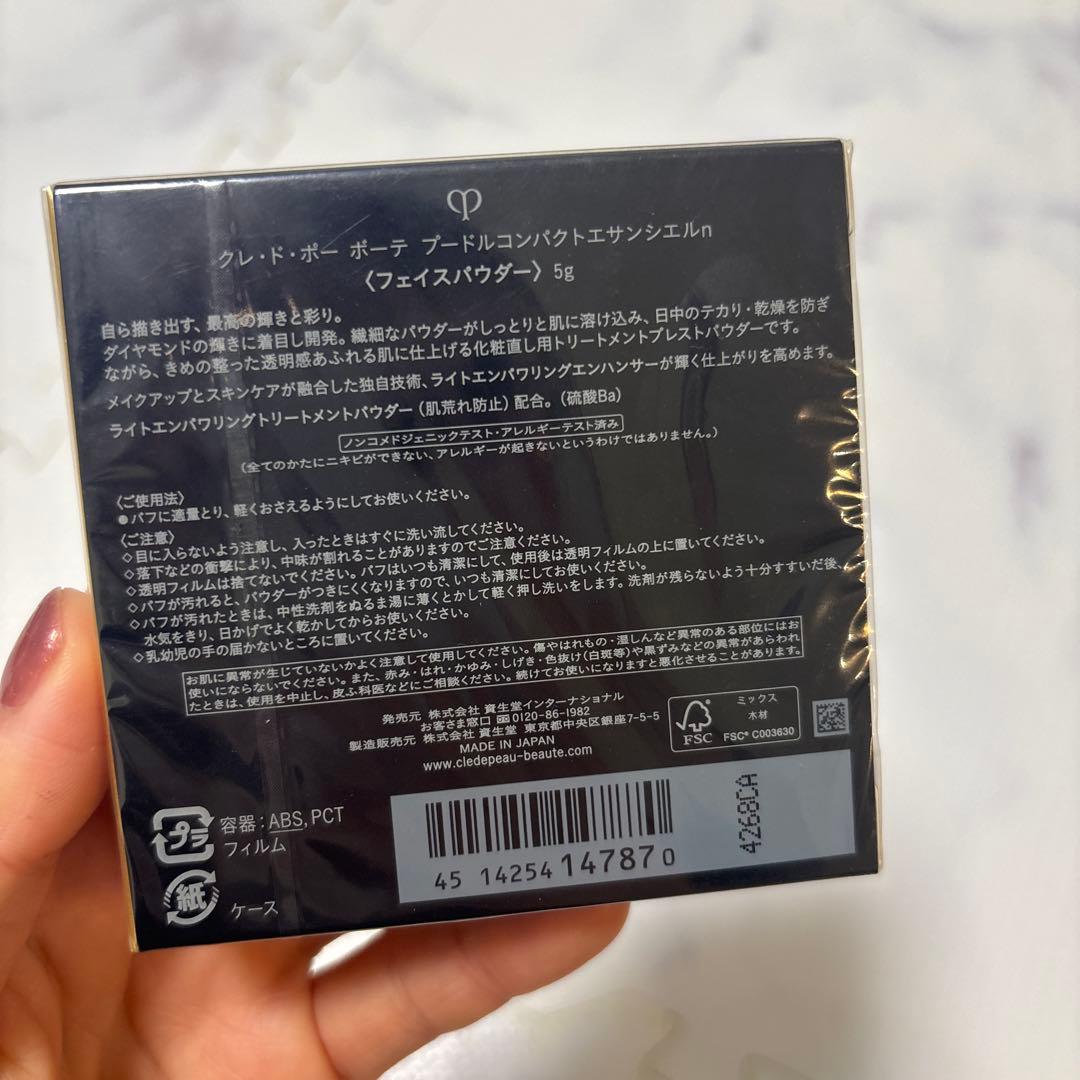 クレ・ド・ポー ボーテ プードルコンパクトエサンシエルn
〈フェイスパウダー〉5g
自ら描き出す、最高の輝きと彩り。
ダイヤモンドの輝きに着目し開発。繊細なパウダーがしっとりと肌に溶け込み、日中のテカリ・乾燥を防ぎ
ながら、きめの整った透明感あふれる肌に仕上げる化粧直し用トリートメントプレストパウダーです。
メイクアップとスキンケアが融合した独自技術、ライトエンパワリングエンハンサーが輝く仕上がりを高めます。
ライトエンパワリングトリートメントパウダー（肌荒れ防止）配合。（硫酸Ba）
ノンコメドジェニックテスト・アレルギーテスト済み
（全てのかたにニキビができない、アレルギーが起きないというわけではありません。）
〈ご使用法〉
●パフに適量とり、軽くおさえるようにしてお使いください。
〈ご注意〉
◇目に入らないよう注意し、入ったときはすぐに洗い流してください。
◇落下などの衝撃により、中味が割れることがありますのでご注意ください。
◇透明フィルムは捨てないでください。パフはいつも清潔にして、使用後は透明フィルムの上に置いてください。
◇パフが汚れると、パウダーがつきにくくなりますので、いつも清潔にしてお使いください。
◇パフが汚れたときは、中性洗剤をぬるま湯に薄くとかして軽く押し洗いをします。洗剤が残らないよう十分すすいだ後、
水気をきり、日かげでよく乾かしてからお使いください。
◇乳幼児の手の届かないところに置いてください。
お肌に異常が生じていないかよく注意して使用してください。傷やはれもの・湿しんなど異常のある部位にはお
使いにならないでください。また、赤み・はれ・かゆみ・しげき・色抜け（白斑等）や黒ずみなどの異常があらわれ
たときは、使用を中止し、皮ふ科医などにご相談ください。続けてお使いになりますと悪化させることがあります。
発売元 株式会社 資生堂インターナショナル
お客さま窓口 0120-86-1982
製造販売元 株式会社 資生堂 東京都中央区銀座7-5-5
MADE IN JAPAN
www.cledepeau-beaute.com
FSC
ミックス
木材
FSC® C003630
プラ
容器：ABS,PCT
フィルム
紙
ケース
45 14254 14787 0
4268CA